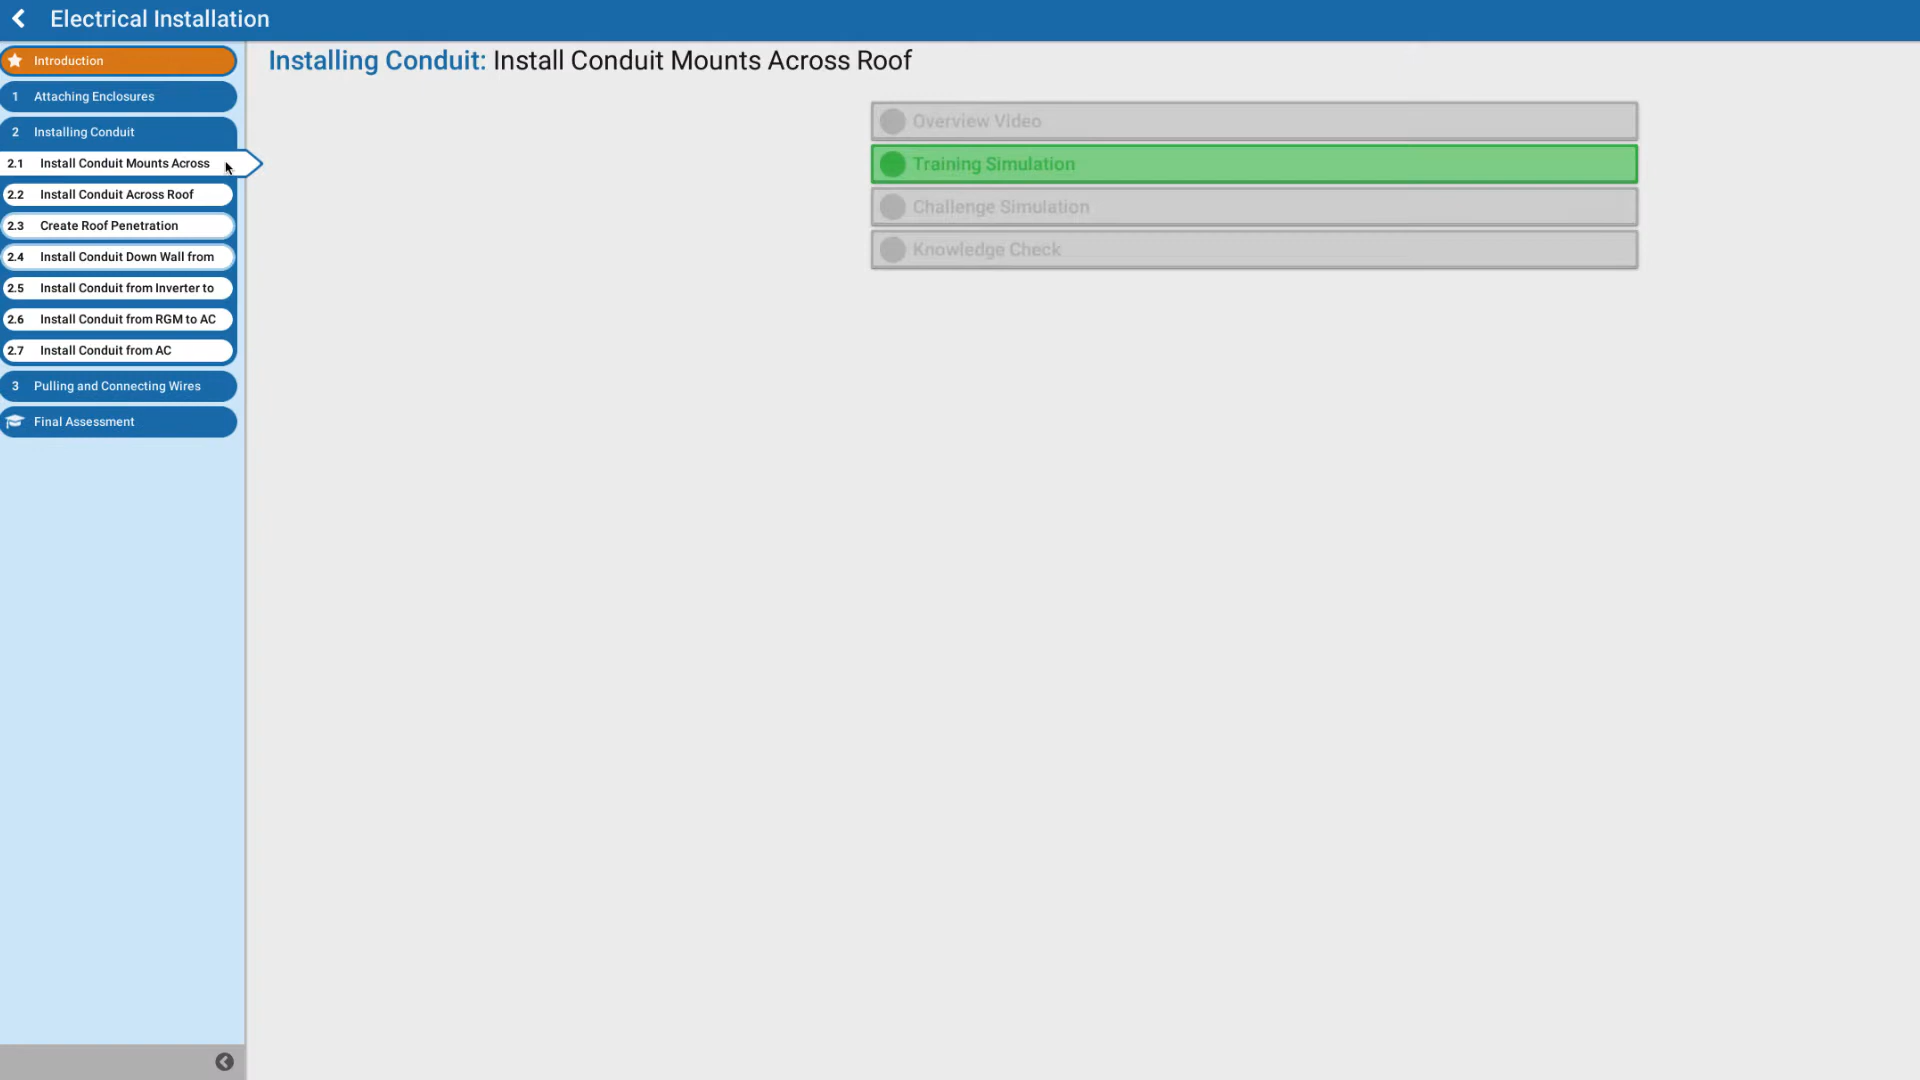 Electrical Installation
Introduction
1 Attaching Enclosures
2 Installing Conduit
2.1 Install Conduit Mounts Across
2.2 Install Conduit Across Roof
2.3 Create Roof Penetration
2.4 Install Conduit Down Wall from
2.5 Install Conduit from Inverter to
2.6 Install Conduit from RGM to AC
2.7 Install Conduit from AC
3 Pulling and Connecting Wires
Final Assessment
Installing Conduit: Install Conduit Mounts Across Roof
Overview Video
Training Simulation
Challenge Simulation
Knowledge Check